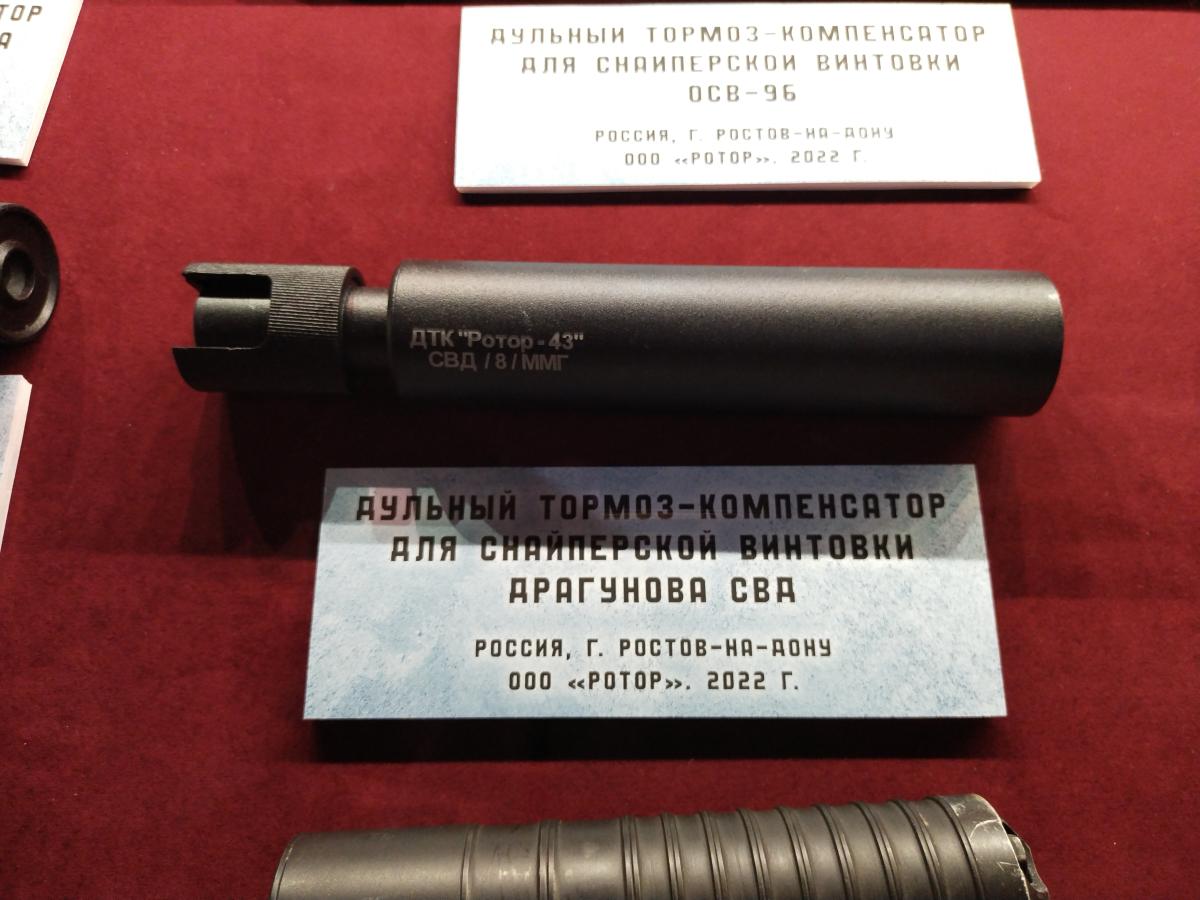 ТОР
А
ДУЛЬНЫЙ ТОРМОЗ-КОМПЕНСАТОР
ДЛЯ СНАЙПЕРСКОЙ ВИНТОВКИ
ОСВ-96
РОССИЯ, Г. РОСТОВ-НА-ДОНУ
ООО «РОТОР». 2022 Г.
ДТК "Ротор - 43"
СВД / 8 / ММГ
ДУЛЬНЫЙ ТОРМОЗ-КОМПЕНСАТОР
ДЛЯ СНАЙПЕРСКОЙ ВИНТОВКИ
ДРАГУНОВА СВД
РОССИЯ, Г. РОСТОВ-НА-ДОНУ
ООО «РОТОР». 2022 Г.